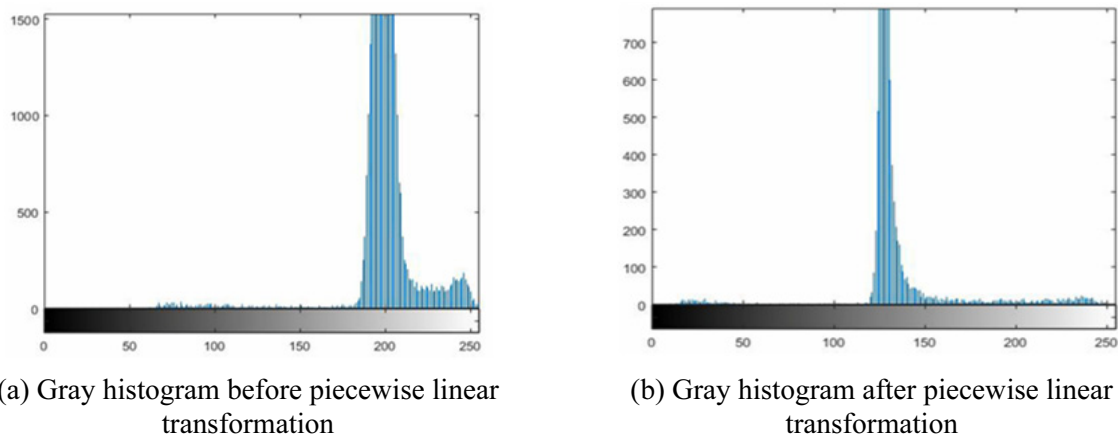 1500
1000
500
0
0 50 100 150 200 250
(a) Gray histogram before piecewise linear
transformation
700
600
500
400
300
200
100
0
0 50 100 150 200 250
(b) Gray histogram after piecewise linear
transformation